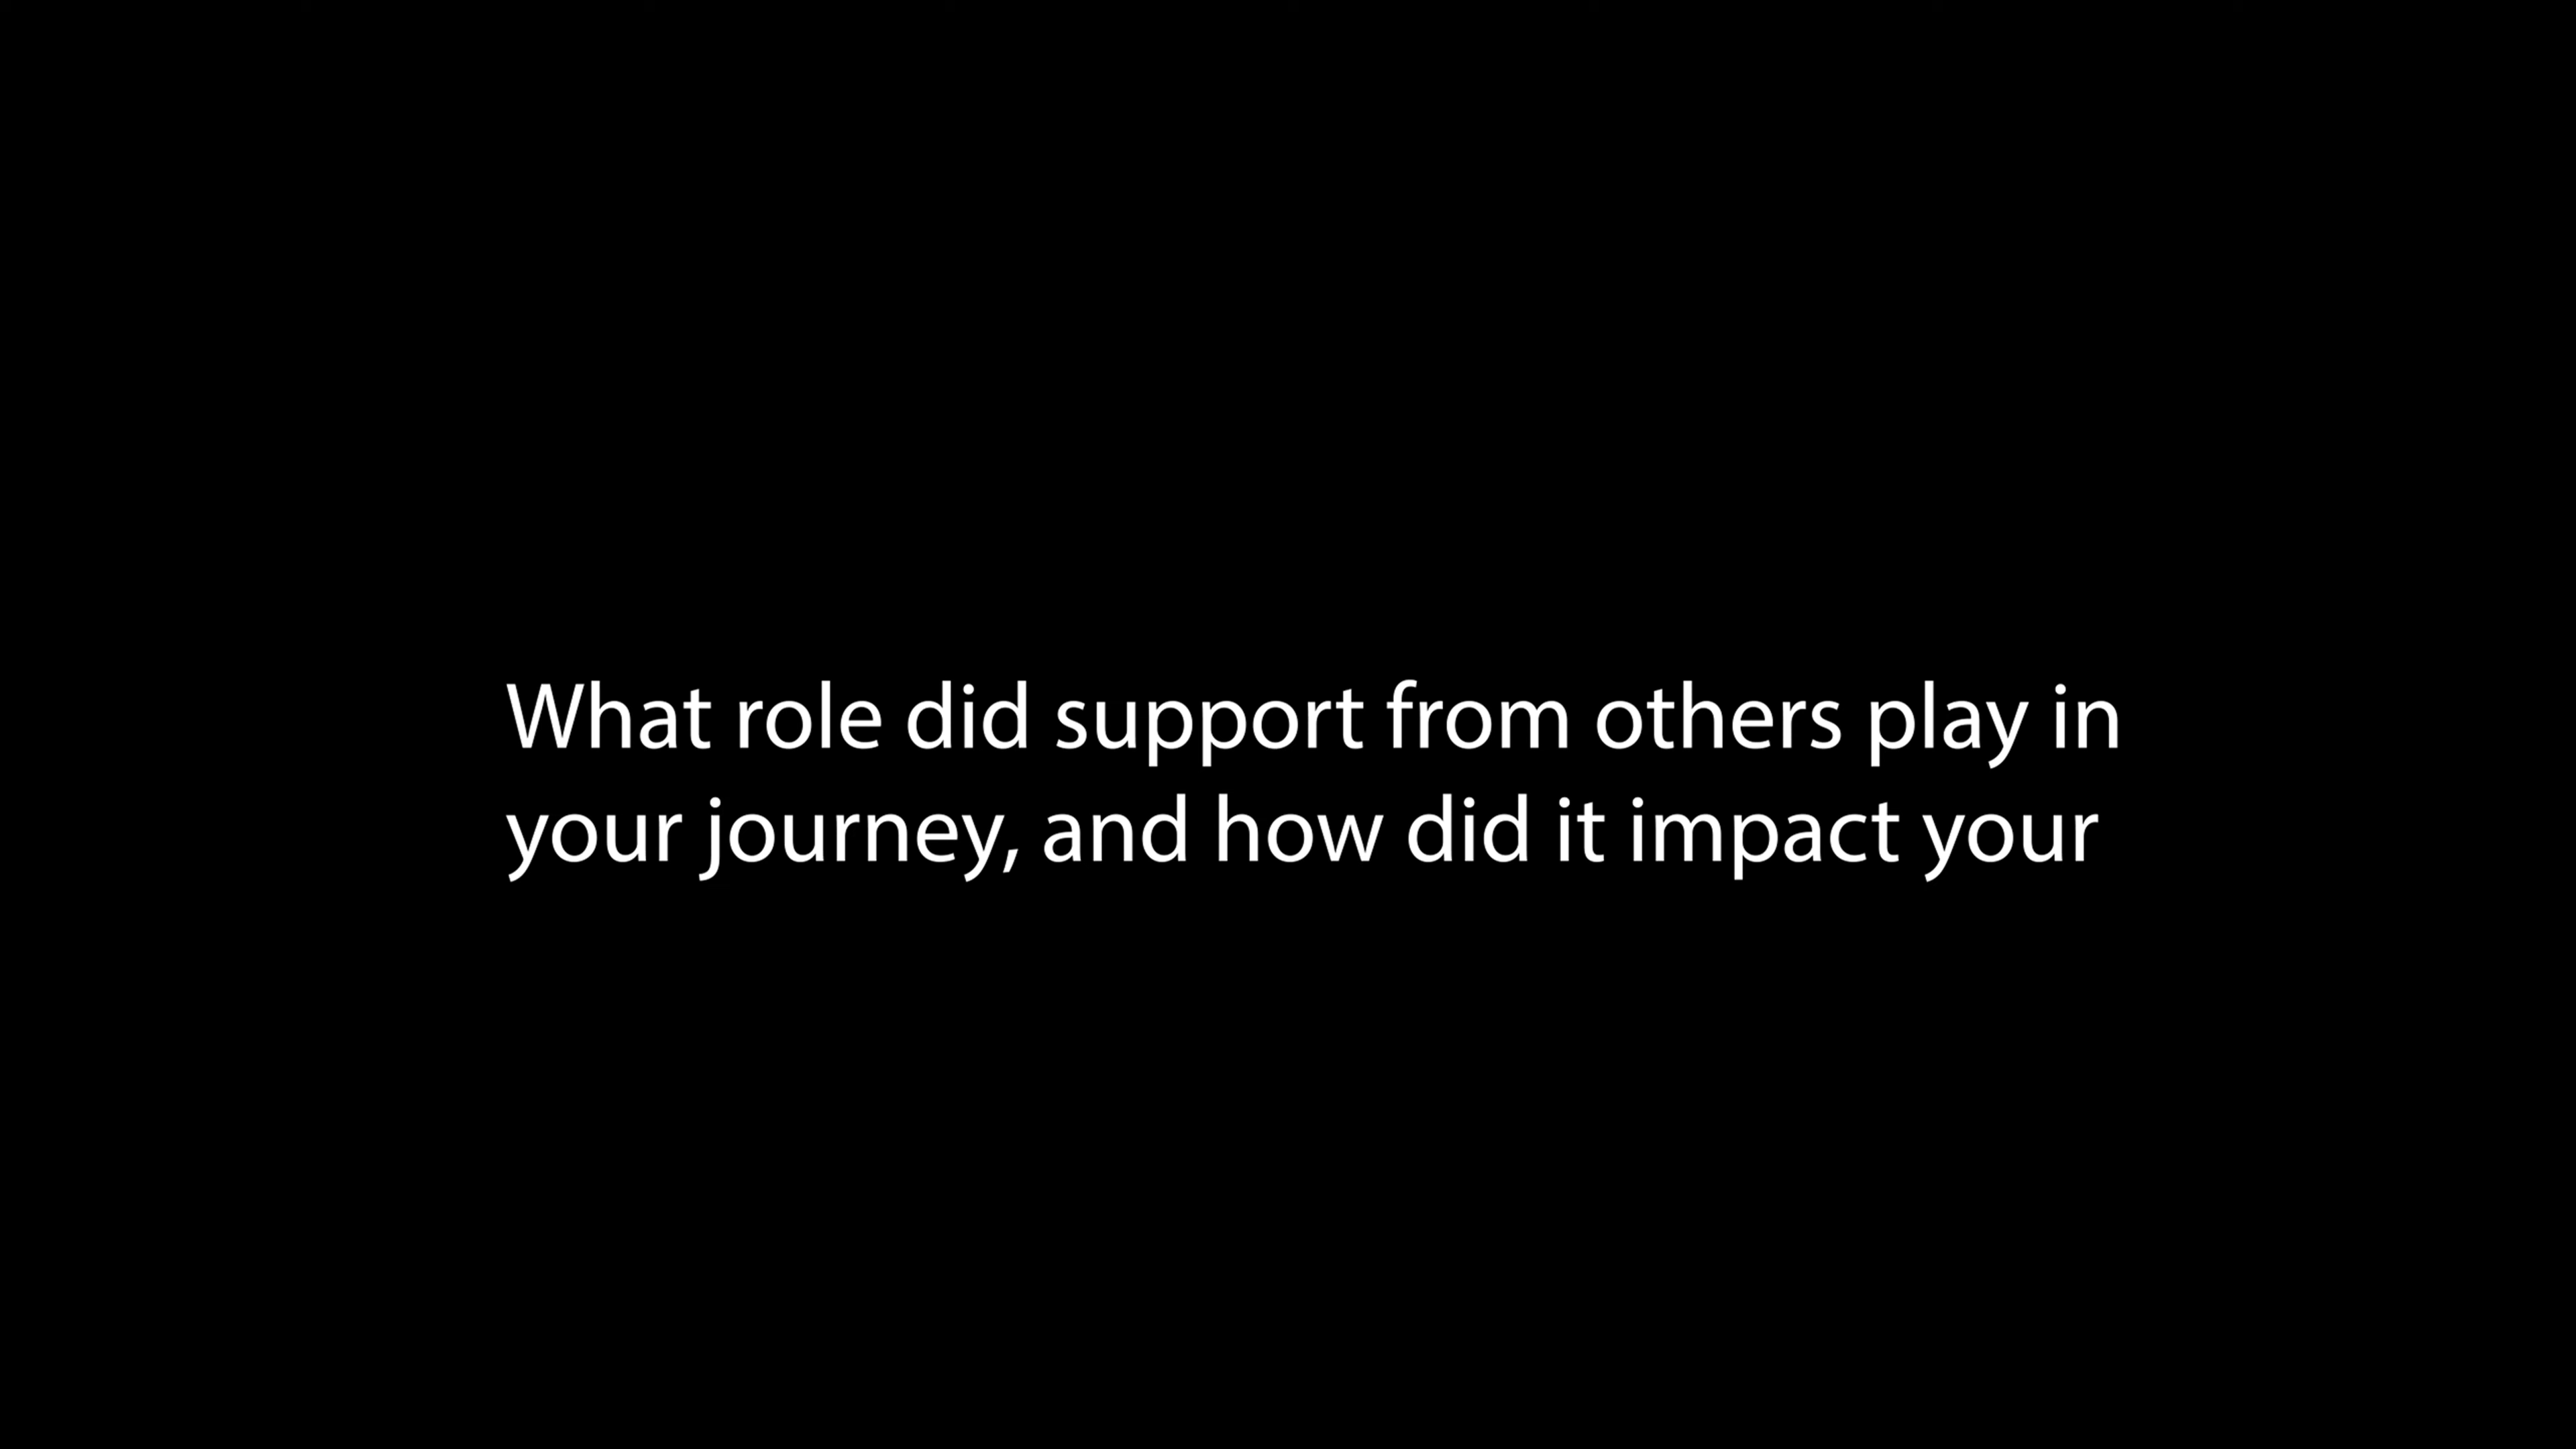 What role did support from others play in
your journey, and how did it impact your